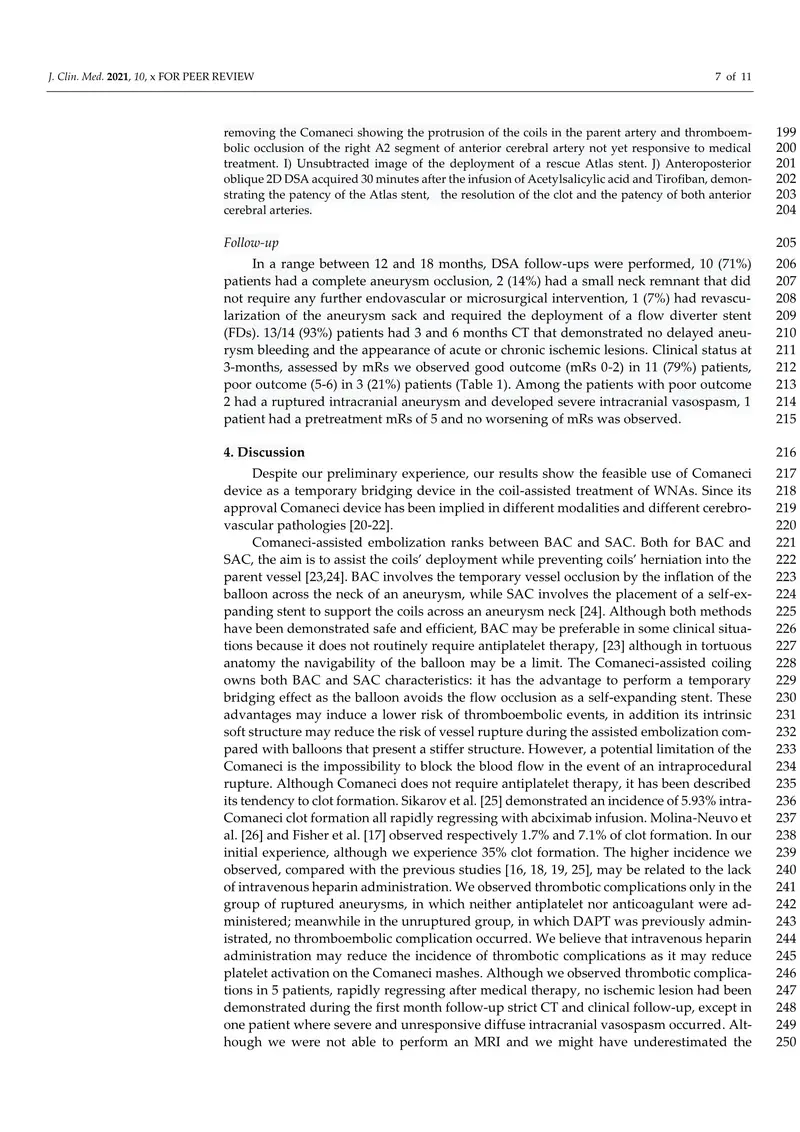 J. Clin. Med. 2021, 10, x FOR PEER REVIEW 7 of 11
removing the Comaneci showing the protrusion of the coils in the parent artery and thromboem- 199
bolic occlusion of the right A2 segment of anterior cerebral artery not yet responsive to medical 200
treatment. I) Unsubtracted image of the deployment of a rescue Atlas stent. J) Anteroposterior 201
oblique 2D DSA acquired 30 minutes after the infusion of Acetylsalicylic acid and Tirofiban, demon- 202
strating the patency of the Atlas stent, the resolution of the clot and the patency of both anterior 203
cerebral arteries. 204
Follow-up 205
In a range between 12 and 18 months, DSA follow-ups were performed, 10 (71%) 206
patients had a complete aneurysm occlusion, 2 (14%) had a small neck remnant that did 207
not require any further endovascular or microsurgical intervention, 1 (7%) had revascu- 208
larization of the aneurysm sack and required the deployment of a flow diverter stent 209
(FDs). 13/14 (93%) patients had 3 and 6 months CT that demonstrated no delayed aneu- 210
rysm bleeding and the appearance of acute or chronic ischemic lesions. Clinical status at 211
3-months, assessed by mRs we observed good outcome (mRs 0-2) in 11 (79%) patients, 212
poor outcome (5-6) in 3 (21%) patients (Table 1). Among the patients with poor outcome 213
2 had a ruptured intracranial aneurysm and developed severe intracranial vasospasm, 1 214
patient had a pretreatment mRs of 5 and no worsening of mRs was observed. 215
4. Discussion 216
Despite our preliminary experience, our results show the feasible use of Comaneci 217
device as a temporary bridging device in the coil-assisted treatment of WNAs. Since its 218
approval Comaneci device has been implied in different modalities and different cerebro- 219
vascular pathologies [20-22]. 220
Comaneci-assisted embolization ranks between BAC and SAC. Both for BAC and 221
SAC, the aim is to assist the coils’ deployment while preventing coils’ herniation into the 222
parent vessel [23,24]. BAC involves the temporary vessel occlusion by the inflation of the 223
balloon across the neck of an aneurysm, while SAC involves the placement of a self-ex- 224
panding stent to support the coils across an aneurysm neck [24]. Although both methods 225
have been demonstrated safe and efficient, BAC may be preferable in some clinical situa- 226
tions because it does not routinely require antiplatelet therapy, [23] although in tortuous 227
anatomy the navigability of the balloon may be a limit. The Comaneci-assisted coiling 228
owns both BAC and SAC characteristics: it has the advantage to perform a temporary 229
bridging effect as the balloon avoids the flow occlusion as a self-expanding stent. These 230
advantages may induce a lower risk of thromboembolic events, in addition its intrinsic 231
soft structure may reduce the risk of vessel rupture during the assisted embolization com- 232
pared with balloons that present a stiffer structure. However, a potential limitation of the 233
Comaneci is the impossibility to block the blood flow in the event of an intraprocedural 234
rupture. Although Comaneci does not require antiplatelet therapy, it has been described 235
its tendency to clot formation. Sikarov et al. [25] demonstrated an incidence of 5.93% intra- 236
Comaneci clot formation all rapidly regressing with abciximab infusion. Molina-Neuvo et 237
al. [26] and Fisher et al. [17] observed respectively 1.7% and 7.1% of clot formation. In our 238
initial experience, although we experience 35% clot formation. The higher incidence we 239
observed, compared with the previous studies [16, 18, 19, 25], may be related to the lack 240
of intravenous heparin administration. We observed thrombotic complications only in the 241
group of ruptured aneurysms, in which neither antiplatelet nor anticoagulant were ad- 242
ministered; meanwhile in the unruptured group, in which DAPT was previously admin- 243
istrated, no thromboembolic complication occurred. We believe that intravenous heparin 244
administration may reduce the incidence of thrombotic complications as it may reduce 245
platelet activation on the Comaneci mashes. Although we observed thrombotic complica- 246
tions in 5 patients, rapidly regressing after medical therapy, no ischemic lesion had been 247
demonstrated during the first month follow-up strict CT and clinical follow-up, except in 248
one patient where severe and unresponsive diffuse intracranial vasospasm occurred. Alt- 249
hough we were not able to perform an MRI and we might have underestimated the 250